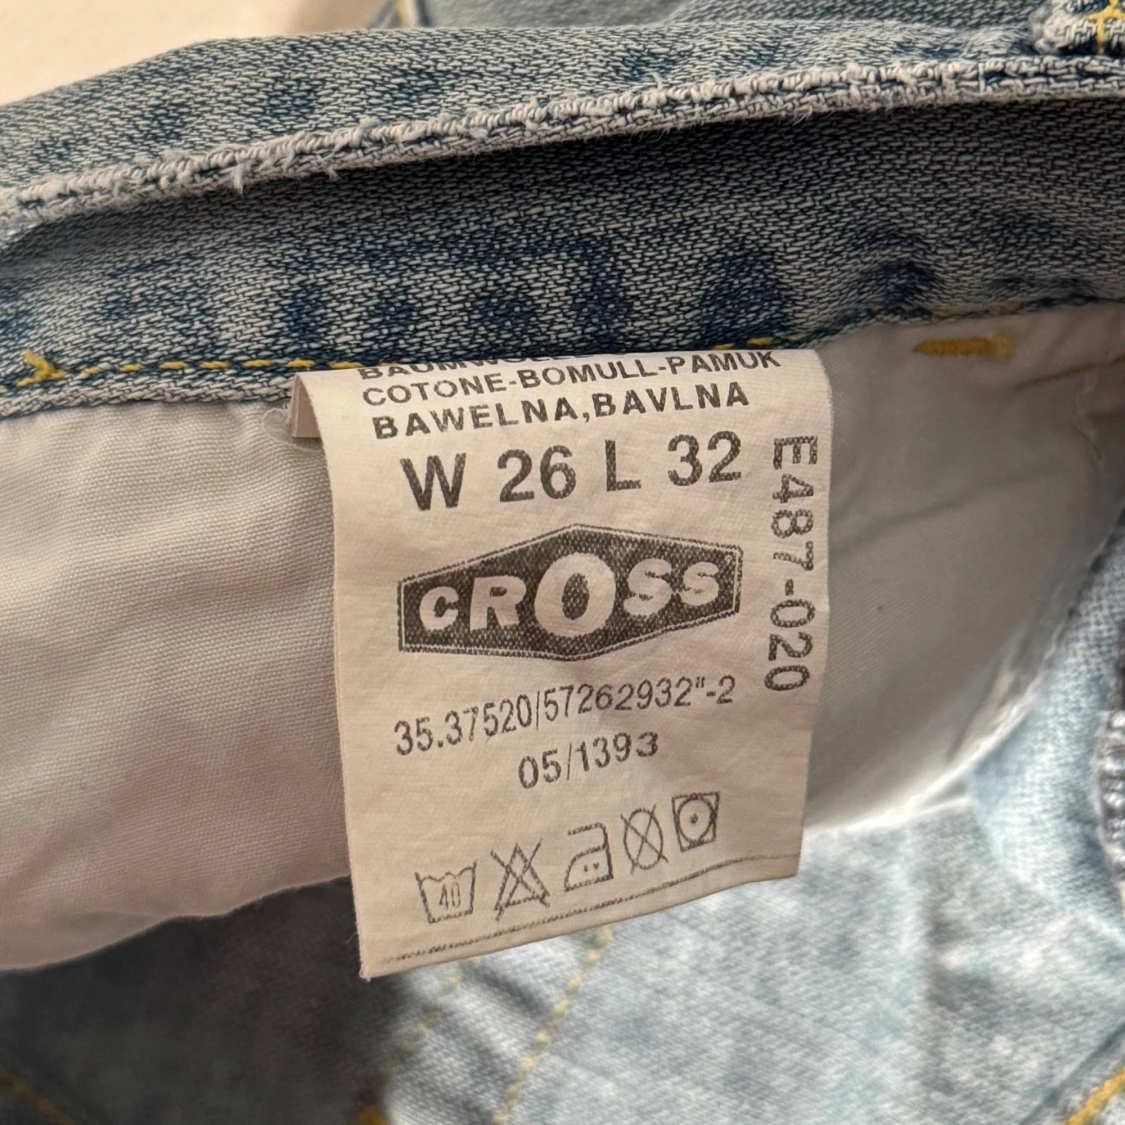 COTONE-BOMULL-PAMUK
BAWELNA,BAVLNA
W 26 L 32
E487-020
CROSS
35.37520/57262932"-2
05/1393
40